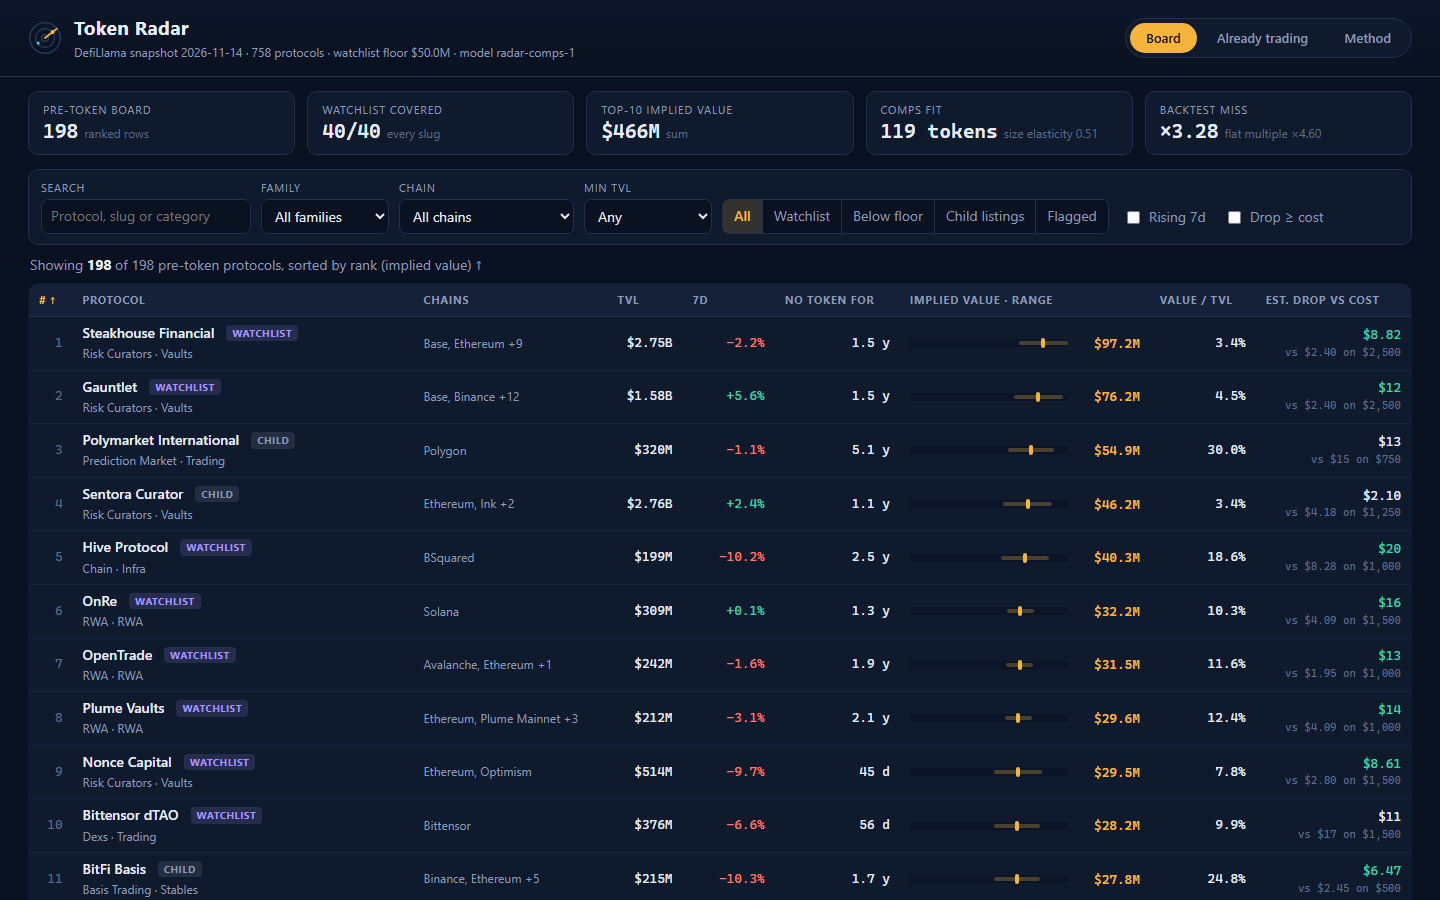 Token Radar
DefiLlama snapshot 2026-11-14 · 758 protocols · watchlist floor $50.0M · model radar-comps-1
Board Already trading Method
PRE-TOKEN BOARD
198 ranked rows
WATCHLIST COVERED
40/40 every slug
TOP-10 IMPLIED VALUE
$466M sum
COMPS FIT
119 tokens size elasticity 0.51
BACKTEST MISS
×3.28 flat multiple ×4.60
SEARCH FAMILY CHAIN MIN TVL
Protocol, slug or category All families All chains Any All Watchlist Below floor Child listings Flagged Rising 7d Drop ≥ cost
Showing 198 of 198 pre-token protocols, sorted by rank (implied value) ↑
# ↑ PROTOCOL CHAINS TVL 7D NO TOKEN FOR IMPLIED VALUE · RANGE VALUE / TVL EST. DROP VS COST
1 Steakhouse Financial WATCHLIST Base, Ethereum +9 $2.75B −2.2% 1.5 y $97.2M 3.4% $8.82
Risk Curators · Vaults vs $2.40 on $2,500
2 Gauntlet WATCHLIST Base, Binance +12 $1.58B +5.6% 1.5 y $76.2M 4.5% $12
Risk Curators · Vaults vs $2.40 on $2,500
3 Polymarket International CHILD Polygon $320M −1.1% 5.1 y $54.9M 30.0% $13
Prediction Market · Trading vs $15 on $750
4 Sentora Curator CHILD Ethereum, Ink +2 $2.76B +2.4% 1.1 y $46.2M 3.4% $2.10
Risk Curators · Vaults vs $4.18 on $1,250
5 Hive Protocol WATCHLIST BSquared $199M −10.2% 2.5 y $40.3M 18.6% $20
Chain · Infra vs $8.28 on $1,000
6 OnRe WATCHLIST Solana $309M +0.1% 1.3 y $32.2M 10.3% $16
RWA · RWA vs $4.09 on $1,500
7 OpenTrade WATCHLIST Avalanche, Ethereum +1 $242M −1.6% 1.9 y $31.5M 11.6% $13
RWA · RWA vs $1.95 on $1,000
8 Plume Vaults WATCHLIST Ethereum, Plume Mainnet +3 $212M −3.1% 2.1 y $29.6M 12.4% $14
RWA · RWA vs $4.09 on $1,000
9 Nonce Capital WATCHLIST Ethereum, Optimism $514M −9.7% 45 d $29.5M 7.8% $8.61
Risk Curators · Vaults vs $2.80 on $1,500
10 Bittensor dTAO WATCHLIST Bittensor $376M −6.6% 56 d $28.2M 9.9% $11
Dexs · Trading vs $17 on $1,500
11 BitFi Basis CHILD Binance, Ethereum +5 $215M −10.3% 1.7 y $27.8M 24.8% $6.47
Basis Trading · Stables vs $2.45 on $500